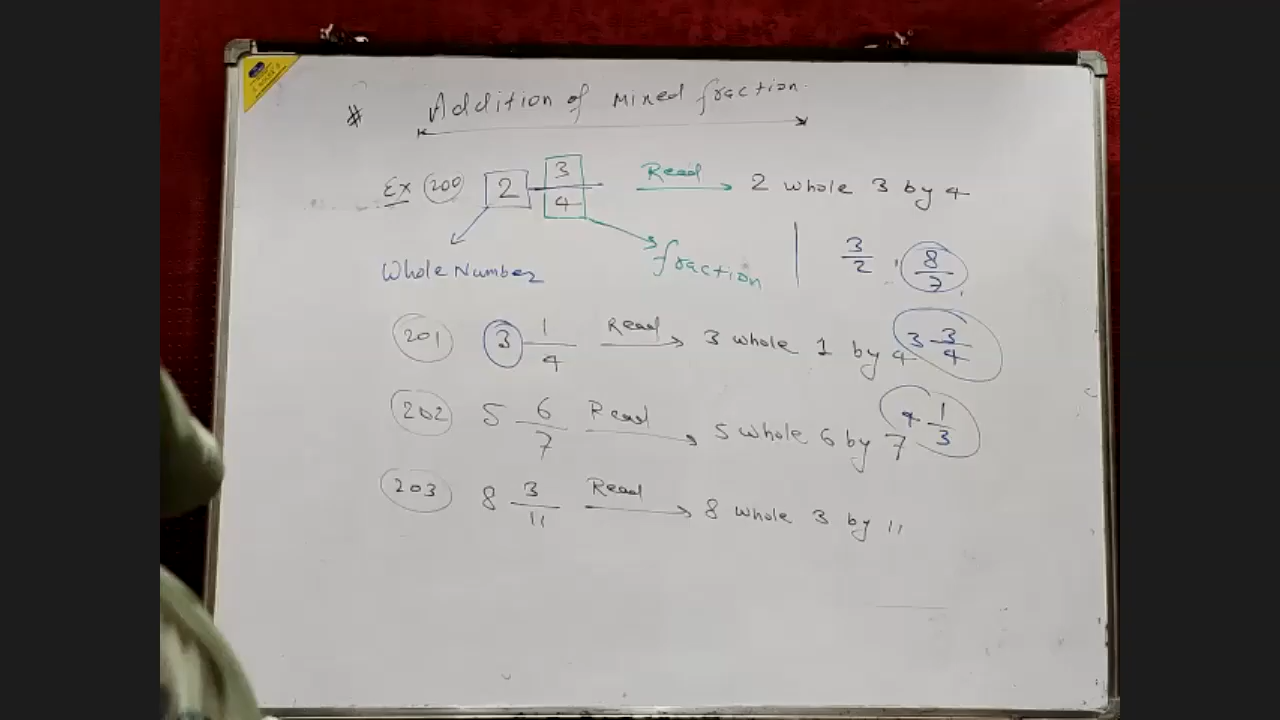 # Addition of Mixed fraction.
Ex 200 2 3/4 Read 2 whole 3 by 4
Whole Number fraction 3/2 , 8/7
201 3 1/4 Read 3 whole 1 by 4 3 3/4
202 5 6/7 Read 5 whole 6 by 7 4 1/3
203 8 3/11 Read 8 whole 3 by 11